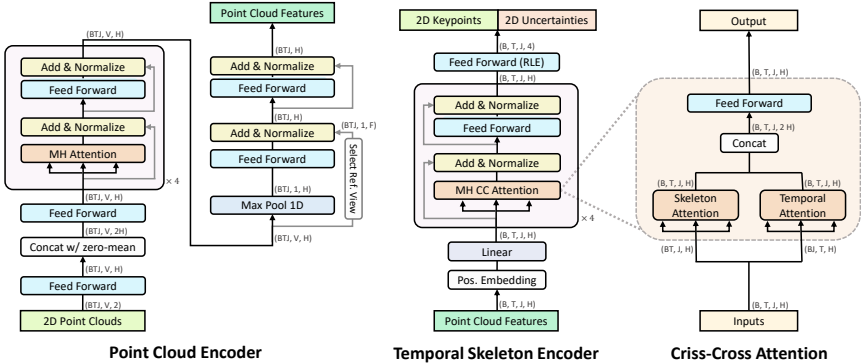 Point Cloud Features
(BTJ, V, H)
(BTJ, H)
Add & Normalize
Feed Forward
Add & Normalize
MH Attention
× 4
(BTJ, V, H)
Feed Forward
(BTJ, V, 2H)
Concat w/ zero-mean
(BTJ, V, H)
Feed Forward
(BTJ, V, 2)
2D Point Clouds
Add & Normalize
Feed Forward
(BTJ, H)
Add & Normalize
(BTJ, 1, F)
Feed Forward
Select Ref. View
(BTJ, 1, H)
Max Pool 1D
(BTJ, V, H)
Point Cloud Encoder
2D Keypoints
2D Uncertainties
(B, T, J, 4)
Feed Forward (RLE)
(B, T, J, H)
Add & Normalize
Feed Forward
Add & Normalize
MH CC Attention
× 4
(B, T, J, H)
Linear
Pos. Embedding
(B, T, J, H)
Point Cloud Features
Temporal Skeleton Encoder
Output
(B, T, J, H)
Feed Forward
(B, T, J, 2 H)
Concat
(B, T, J, H)
(B, T, J, H)
Skeleton
Attention
Temporal
Attention
(BT, J, H)
(BJ, T, H)
(B, T, J, H)
Inputs
Criss-Cross Attention